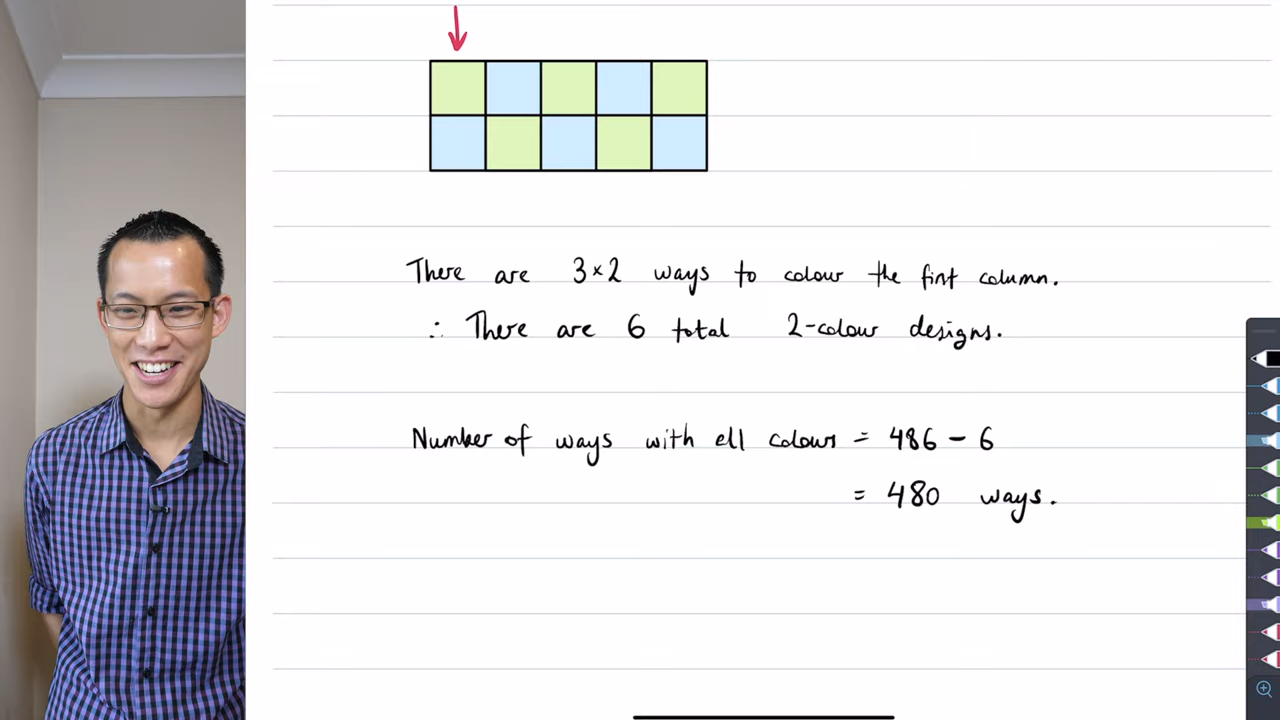 There are 3×2 ways to colour the first column.
∴ There are 6 total 2-colour designs.
Number of ways with all colours = 486 - 6
= 480 ways.